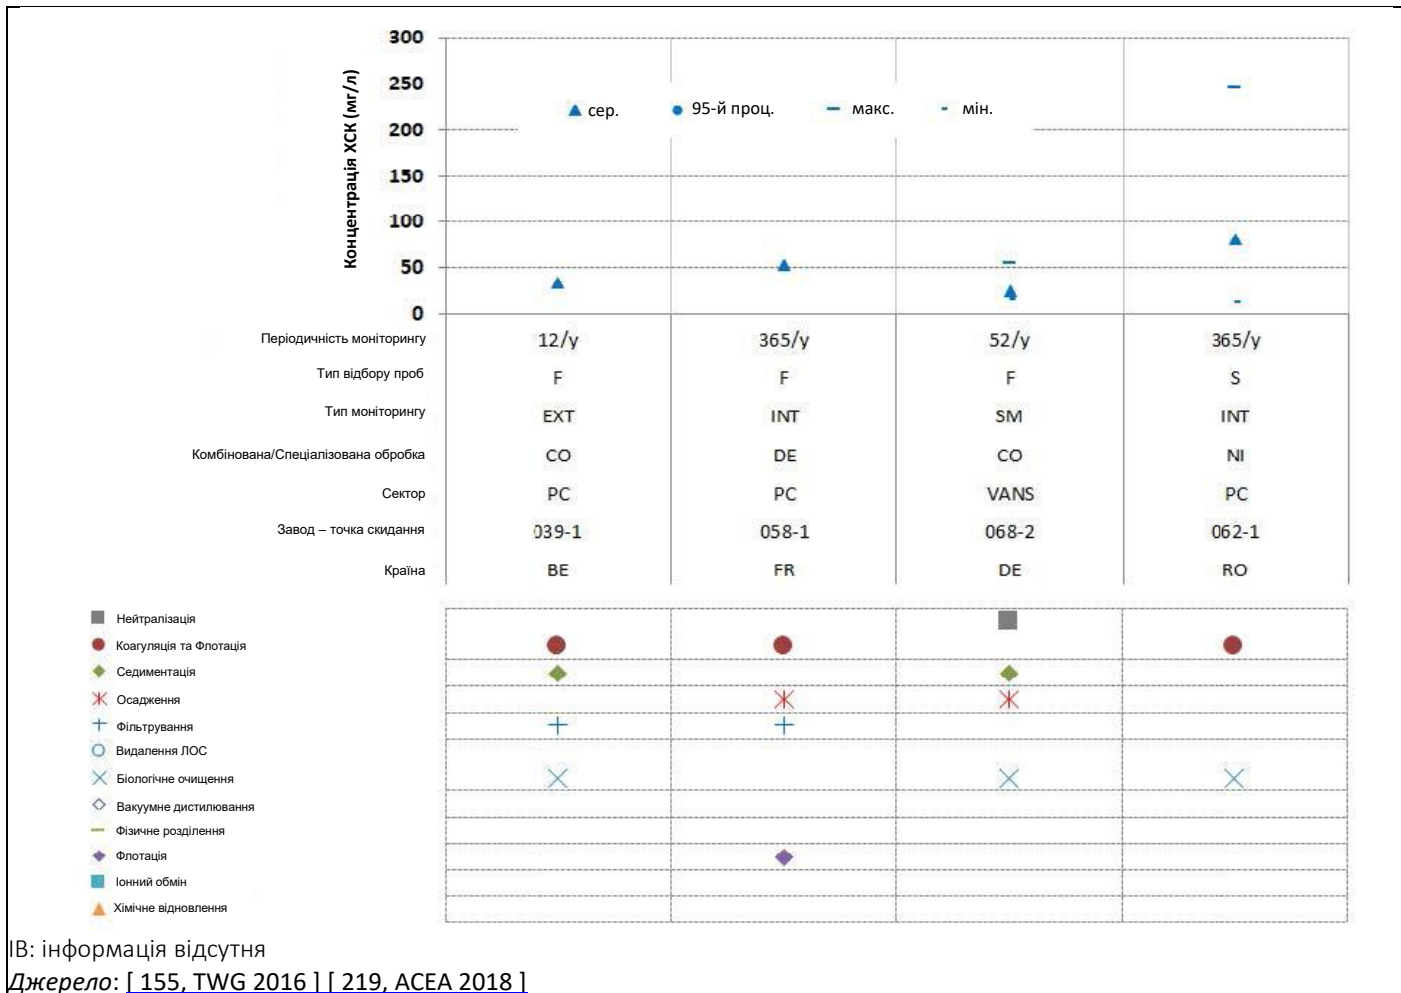 300
250
200
150
100
50
0
Концентрація ХСК (мг/л)
сер. 95-й проц. макс. мін.
Періодичність моніторингу 12/y 365/y 52/y 365/y
Тип відбору проб F F F S
Тип моніторингу EXT INT SM INT
Комбінована/Спеціалізована обробка CO DE CO NI
Сектор PC PC VANS PC
Завод – точка скидання 039-1 058-1 068-2 062-1
Країна BE FR DE RO
Нейтралізація
Коагуляція та Флотація
Седиментація
Осадження
Фільтрування
Видалення ЛОС
Біологічне очищення
Вакуумне дистилювання
Фізичне розділення
Флотація
Іонний обмін
Хімічне відновлення
ІВ: інформація відсутня
Джерело: [ 155, TWG 2016 ] [ 219, ACEA 2018 ]